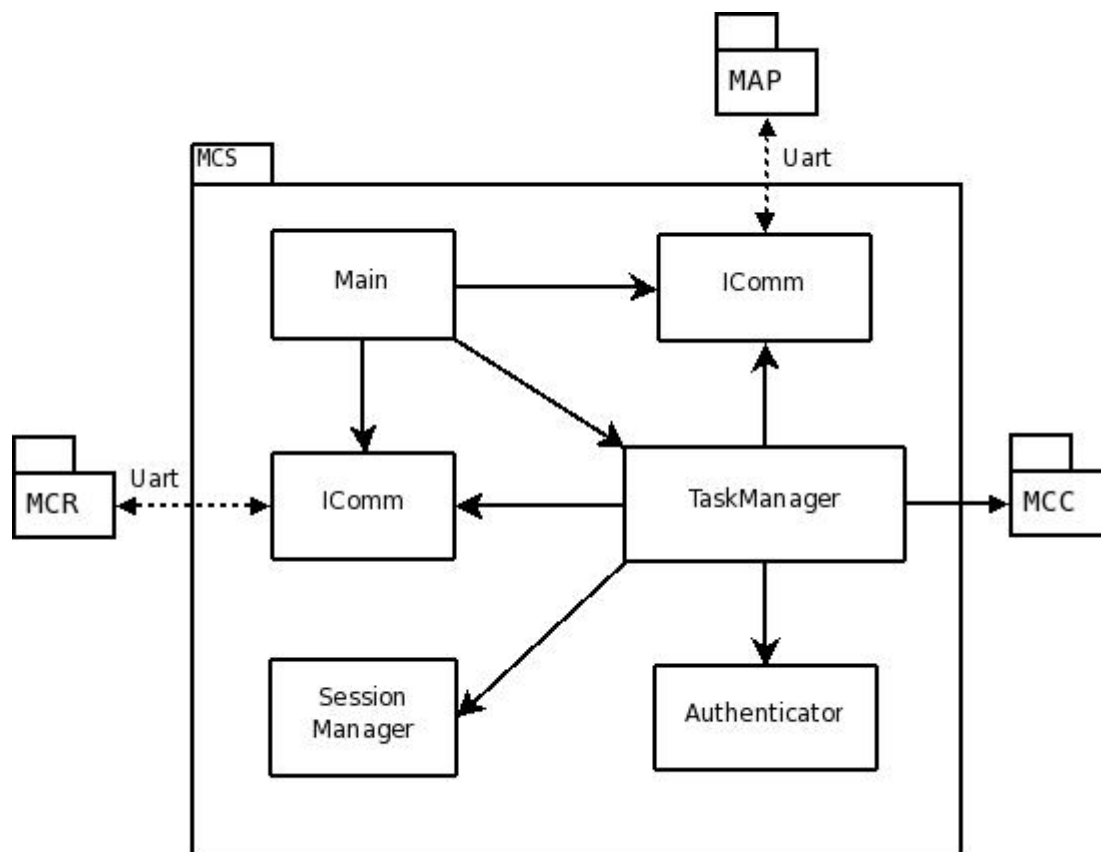 MAP
Uart
MCS
Main
IComm
Uart
MCR
IComm
TaskManager
MCC
Session
Manager
Authenticator